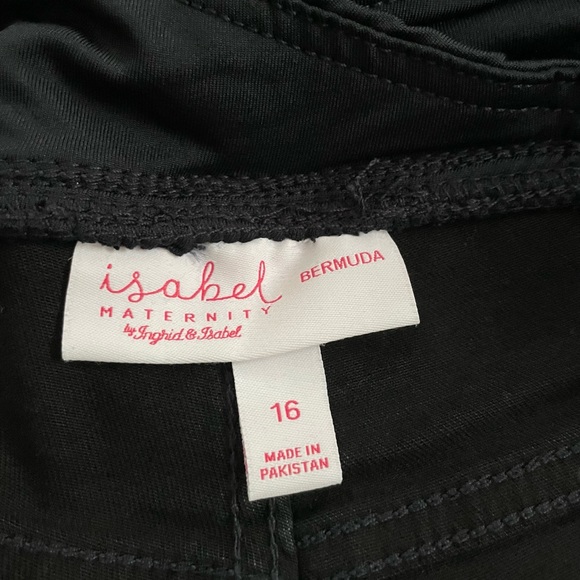 isabel
MATERNITY
by Ingrid & Isabel.
BERMUDA
16
MADE IN
PAKISTAN